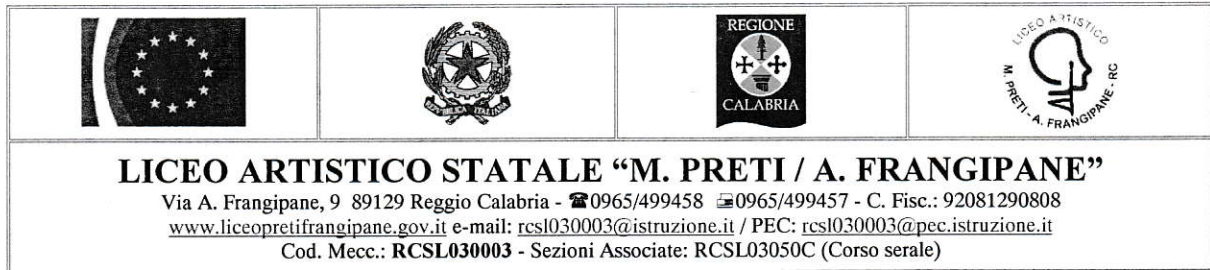 REPVBBLICA ITALIANA
REGIONE
CALABRIA
LICEO ARTISTICO
M. PRETI - A. FRANGIPANE - RC
LICEO ARTISTICO STATALE “M. PRETI / A. FRANGIPANE”
Via A. Frangipane, 9 89129 Reggio Calabria - ☎0965/499458 📠0965/499457 - C. Fisc.: 92081290808
www.liceopretifrangipane.gov.it e-mail: rcsl030003@istruzione.it / PEC: rcsl030003@pec.istruzione.it
Cod. Mecc.: RCSL030003 - Sezioni Associate: RCSL03050C (Corso serale)